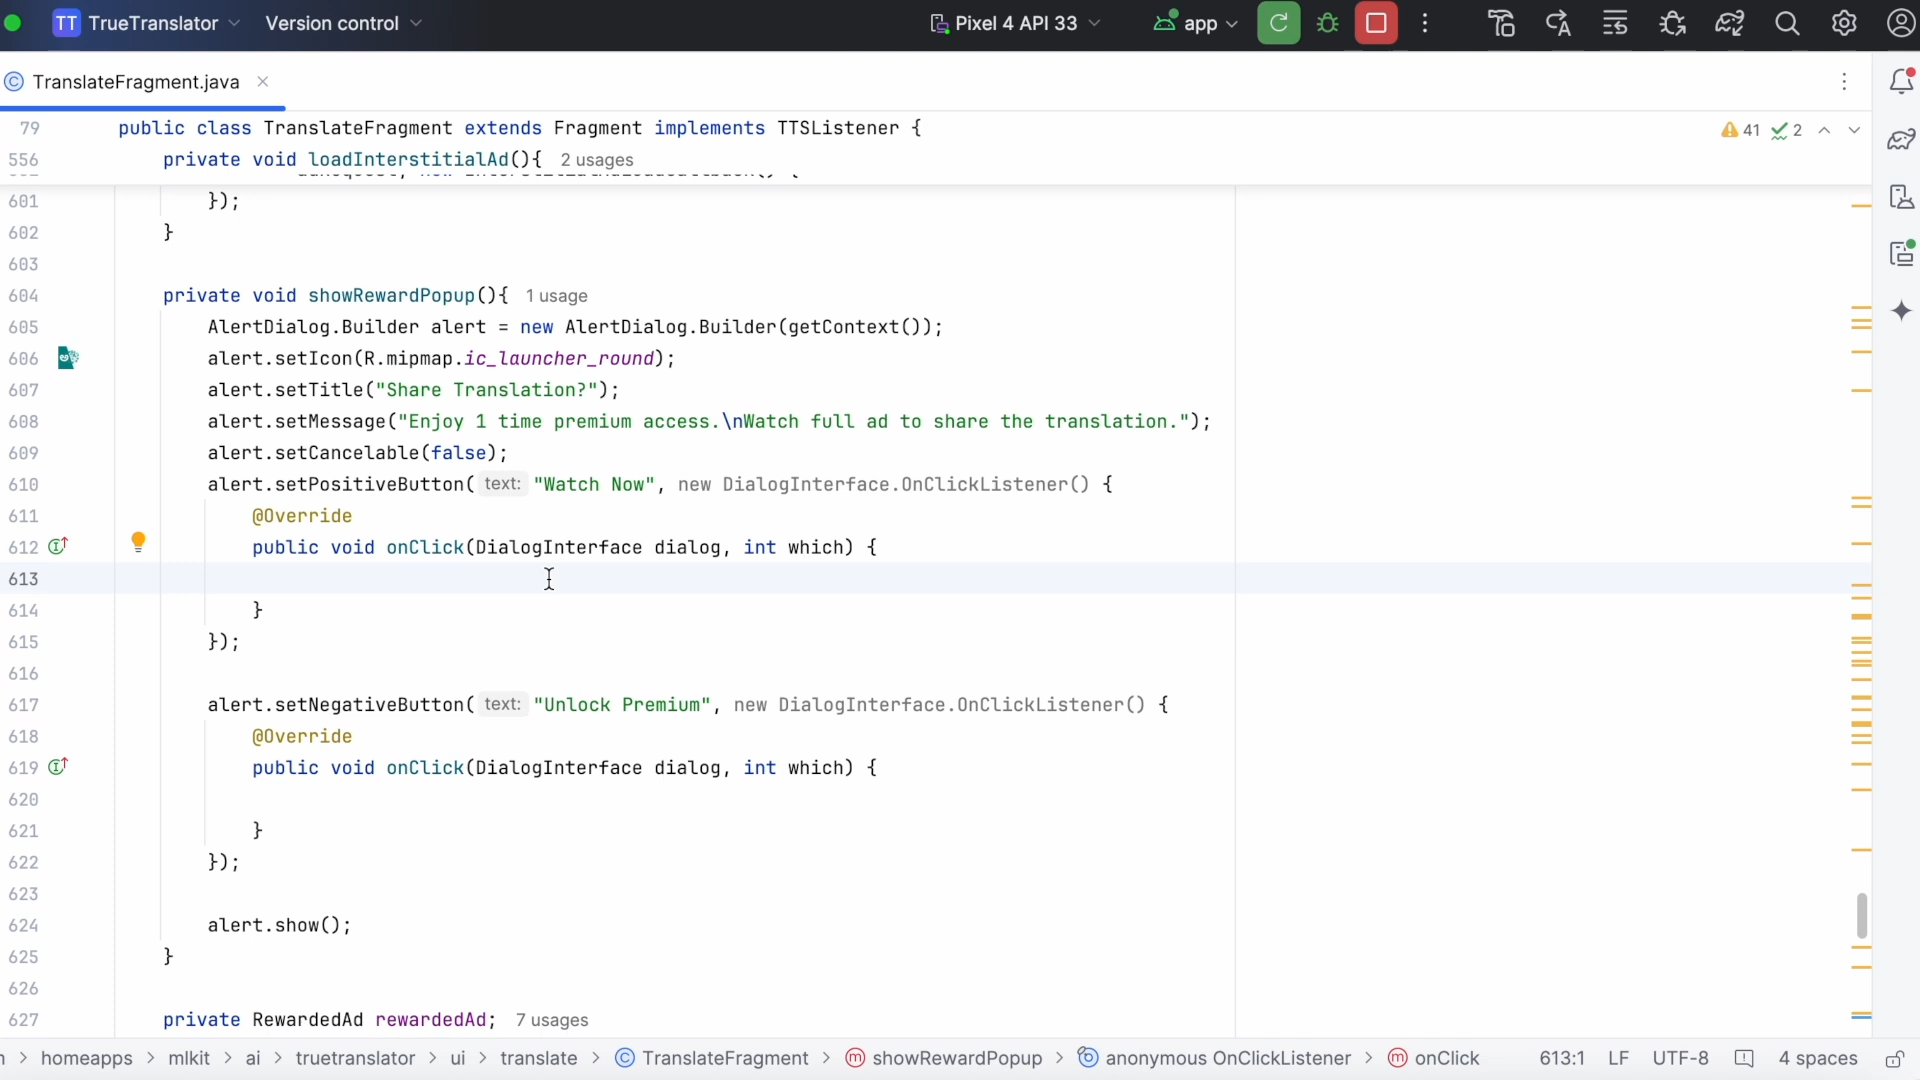 TT TrueTranslator Version control Pixel 4 API 33 app
TranslateFragment.java
79 public class TranslateFragment extends Fragment implements TTSListener { 41 2
556 private void loadInterstitialAd(){ 2 usages
601 });
602 }
603
604 private void showRewardPopup(){ 1 usage
605 AlertDialog.Builder alert = new AlertDialog.Builder(getContext());
606 alert.setIcon(R.mipmap.ic_launcher_round);
607 alert.setTitle("Share Translation?");
608 alert.setMessage("Enjoy 1 time premium access.\nWatch full ad to share the translation.");
609 alert.setCancelable(false);
610 alert.setPositiveButton( text: "Watch Now", new DialogInterface.OnClickListener() {
611 @Override
612 public void onClick(DialogInterface dialog, int which) {
613
614 }
615 });
616
617 alert.setNegativeButton( text: "Unlock Premium", new DialogInterface.OnClickListener() {
618 @Override
619 public void onClick(DialogInterface dialog, int which) {
620
621 }
622 });
623
624 alert.show();
625 }
626
627 private RewardedAd rewardedAd; 7 usages
> homeapps > mlkit > ai > truetranslator > ui > translate > TranslateFragment > showRewardPopup > anonymous OnClickListener > onClick 613:1 LF UTF-8 4 spaces